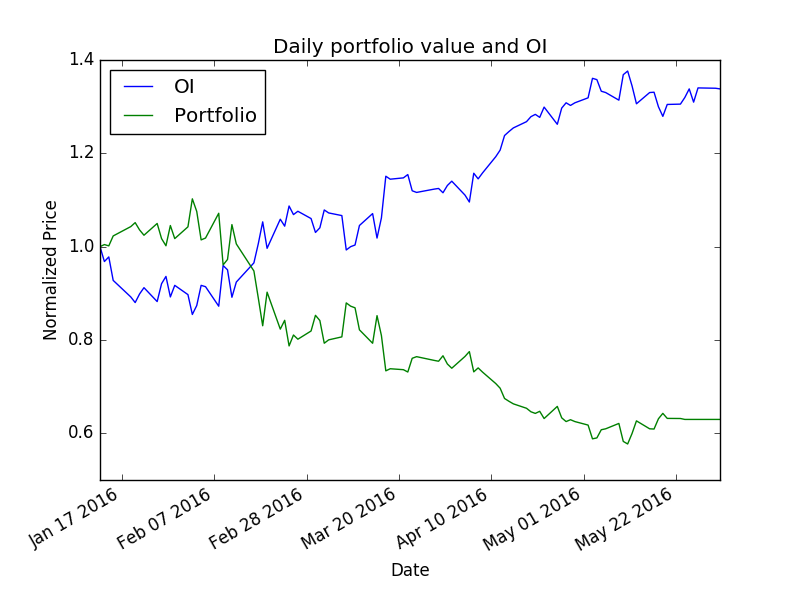 Daily portfolio value and OI
OI
Portfolio
Normalized Price
1.4
1.2
1.0
0.8
0.6
Jan 17 2016
Feb 07 2016
Feb 28 2016
Mar 20 2016
Apr 10 2016
May 01 2016
May 22 2016
Date